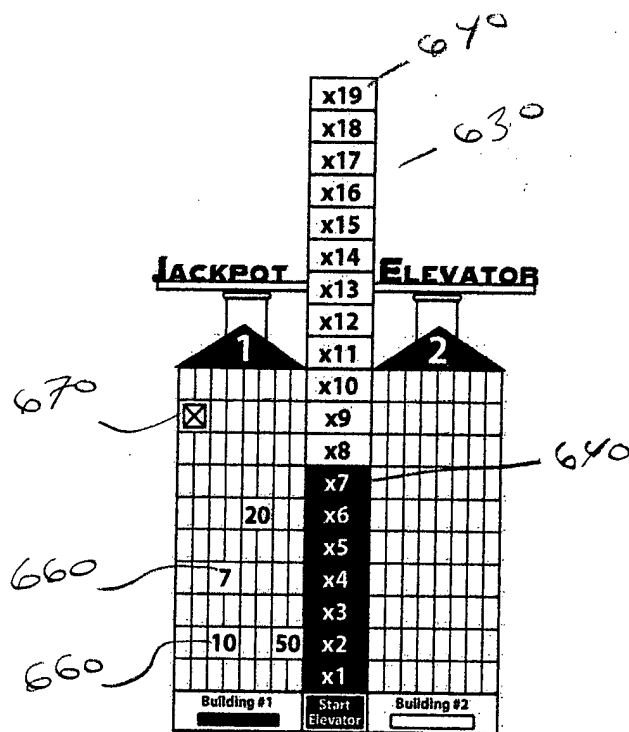 640
x19
x18
630
x17
x16
x15
x14
JACKPOT ELEVATOR
x13
x12
1 2
x11
x10
670
x9
x8
640
x7
20 x6
x5
660
7 x4
x3
10 50 x2
660
x1
Building #1 Start Elevator Building #2